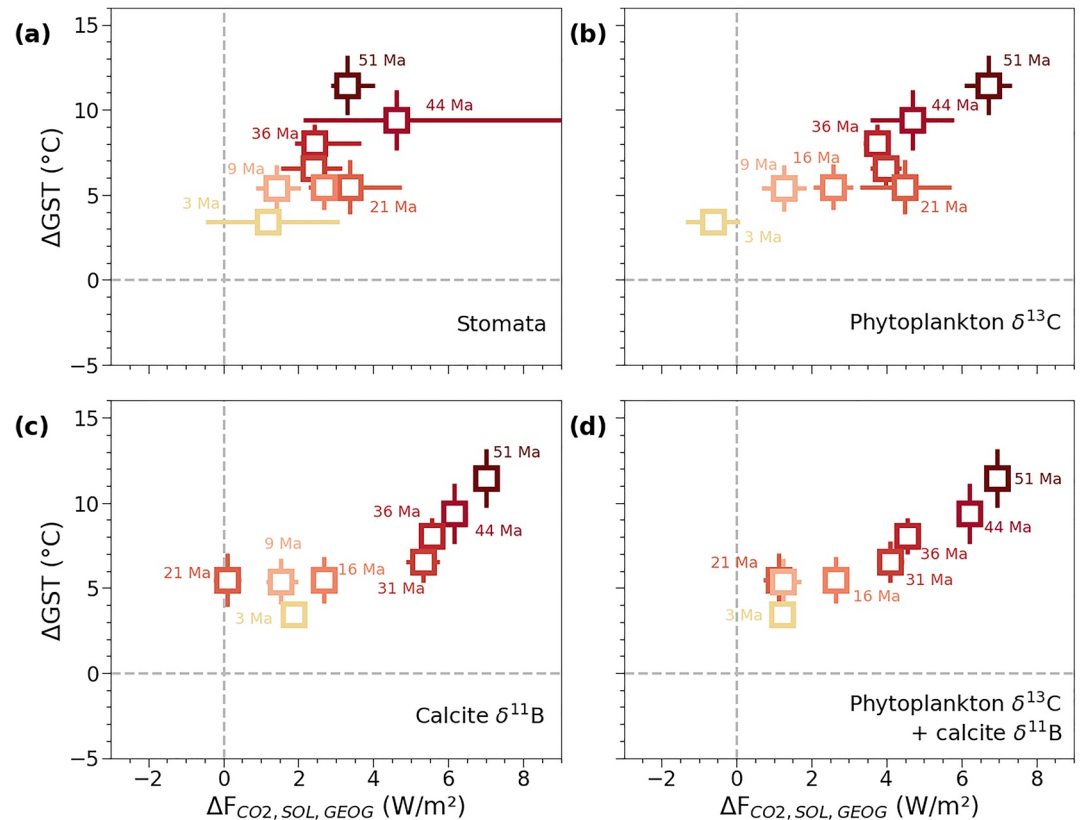 (a)
15
10
5
0
−5
ΔGST (°C)
51 Ma
44 Ma
36 Ma
9 Ma
3 Ma
21 Ma
Stomata
(b)
51 Ma
44 Ma
36 Ma
9 Ma
16 Ma
21 Ma
3 Ma
Phytoplankton δ¹³C
(c)
15
10
5
0
−5
ΔGST (°C)
51 Ma
36 Ma
44 Ma
9 Ma
21 Ma
16 Ma
31 Ma
3 Ma
Calcite δ¹¹B
−2 0 2 4 6 8
ΔF_CO2, SOL, GEOG (W/m²)
(d)
51 Ma
44 Ma
36 Ma
21 Ma
31 Ma
16 Ma
3 Ma
Phytoplankton δ¹³C
+ calcite δ¹¹B
−2 0 2 4 6 8
ΔF_CO2, SOL, GEOG (W/m²)